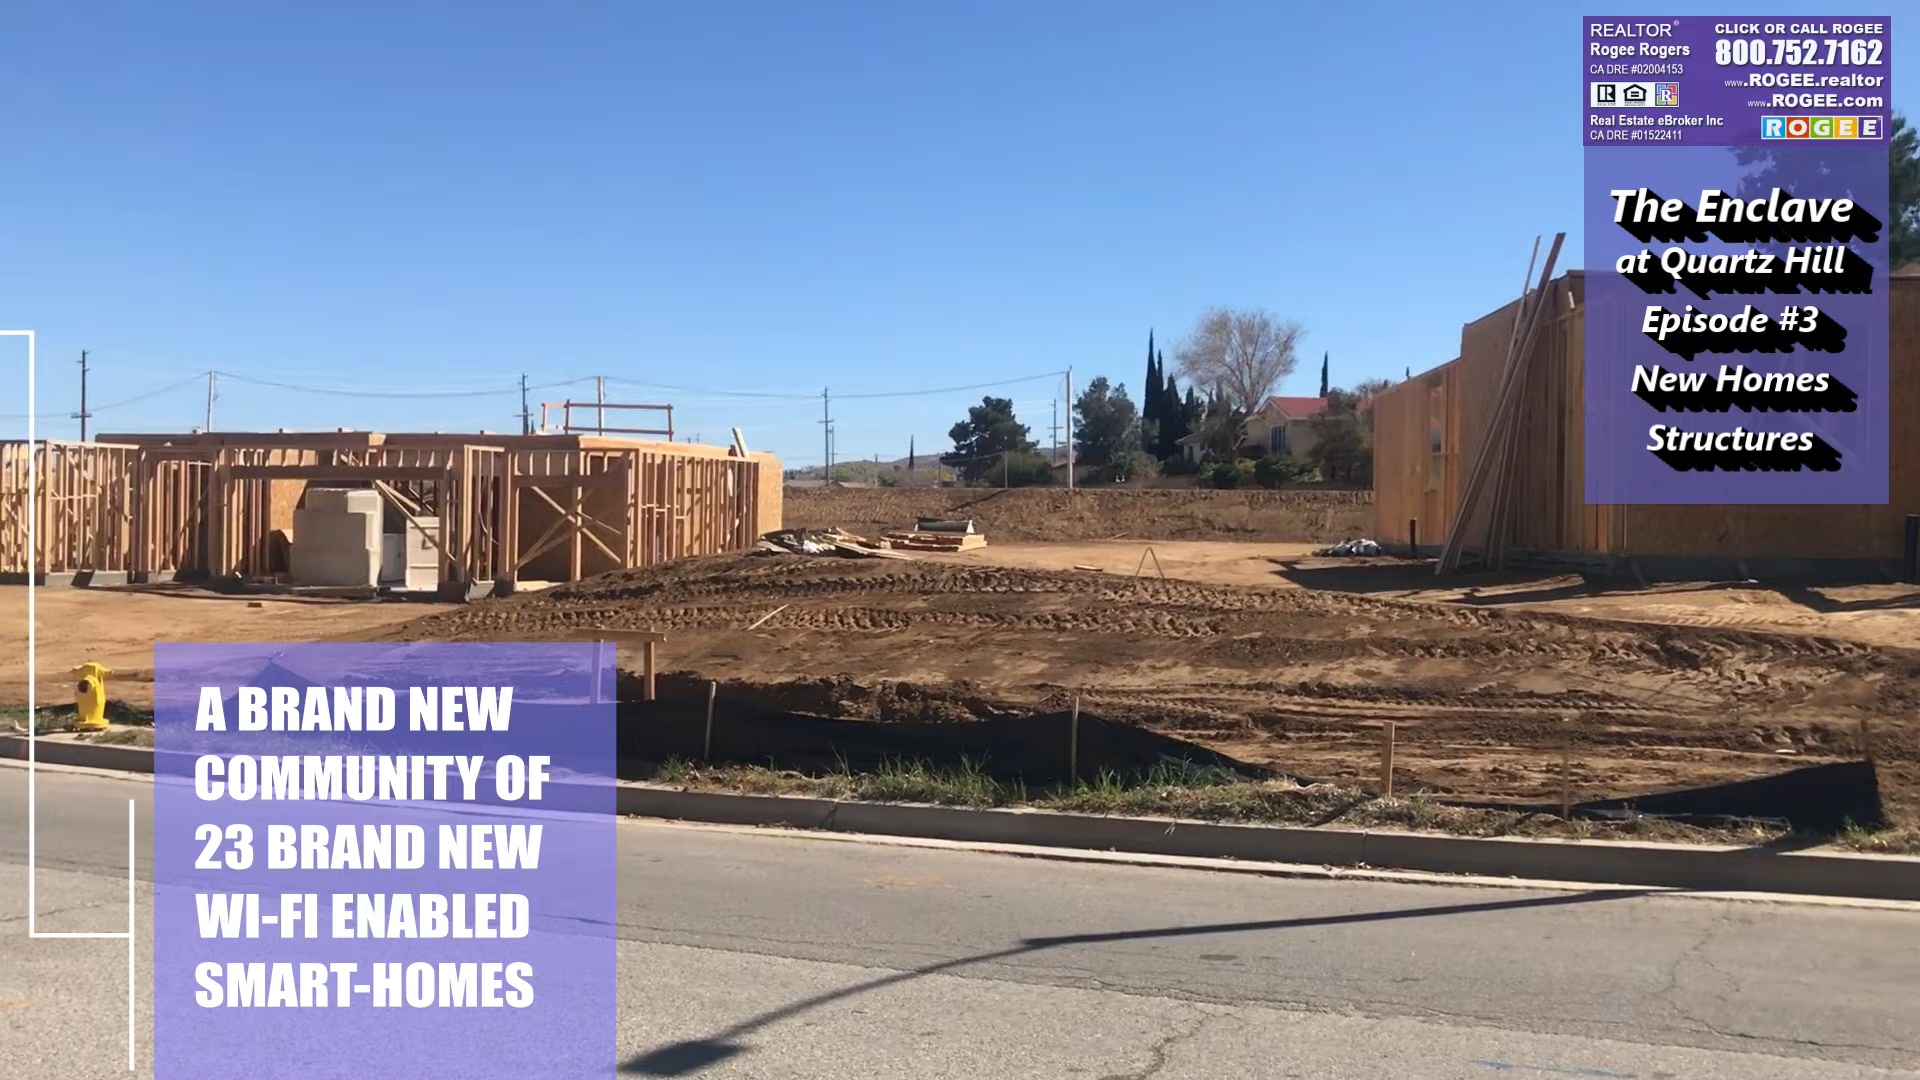 REALTOR®
Rogee Rogers
CA DRE #02004153
Real Estate eBroker Inc
CA DRE #01522411
CLICK OR CALL ROGEE
800.752.7162
www.ROGEE.realtor
www.ROGEE.com
ROGEE
The Enclave
at Quartz Hill
Episode #3
New Homes
Structures
A BRAND NEW
COMMUNITY OF
23 BRAND NEW
WI-FI ENABLED
SMART-HOMES